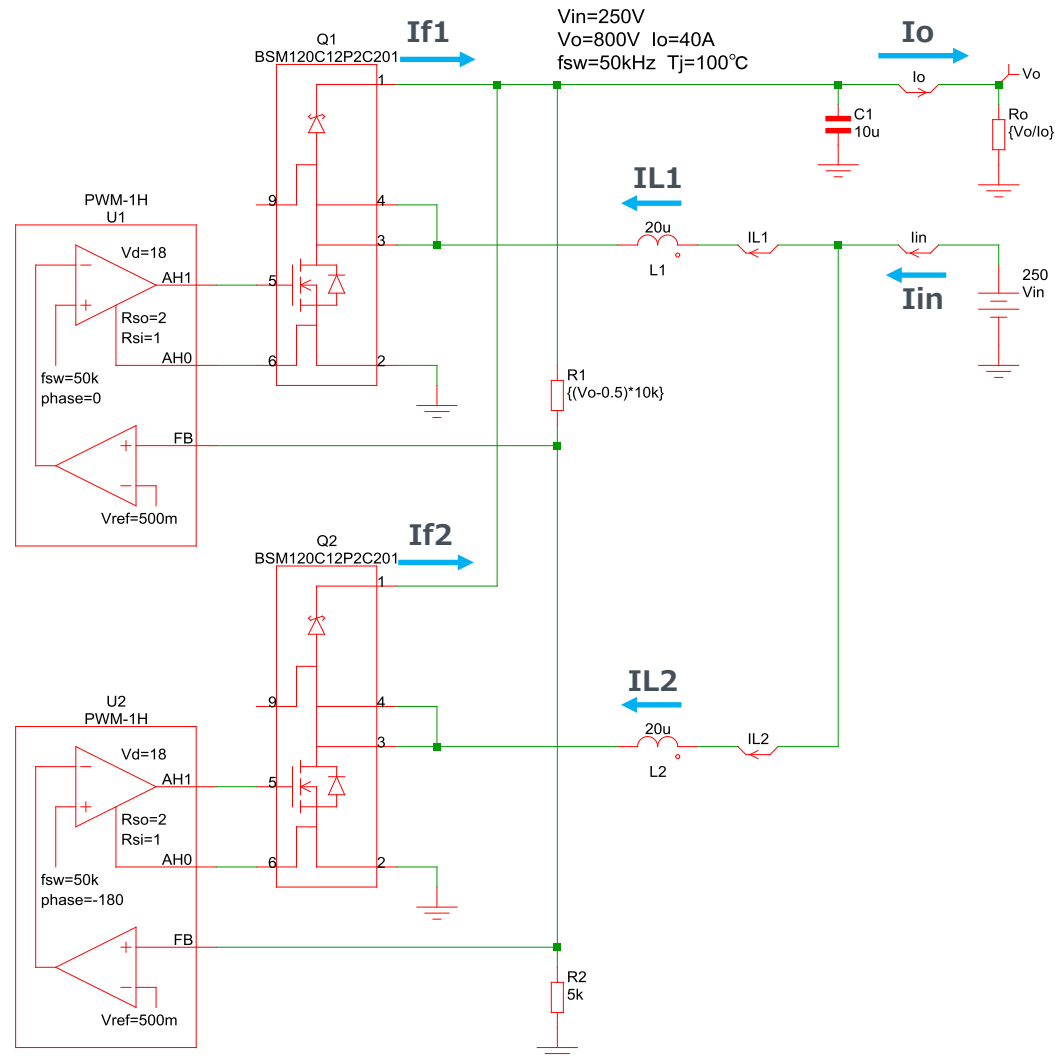 Vin=250V
Vo=800V Io=40A
fsw=50kHz Tj=100℃
If1
Io
Q1
BSM120C12P2C201
1
Io
Vo
C1
10u
Ro
{Vo/Io}
9
4
3
5
6
2
PWM-1H
U1
Vd=18
AH1
Rso=2
Rsi=1
AH0
fsw=50k
phase=0
FB
Vref=500m
IL1
20u
L1
IL1
Iin
Iin
250
Vin
R1
{(Vo-0.5)*10k}
If2
Q2
BSM120C12P2C201
1
9
4
3
5
6
2
U2
PWM-1H
Vd=18
AH1
Rso=2
Rsi=1
AH0
fsw=50k
phase=-180
FB
Vref=500m
IL2
20u
L2
IL2
R2
5k